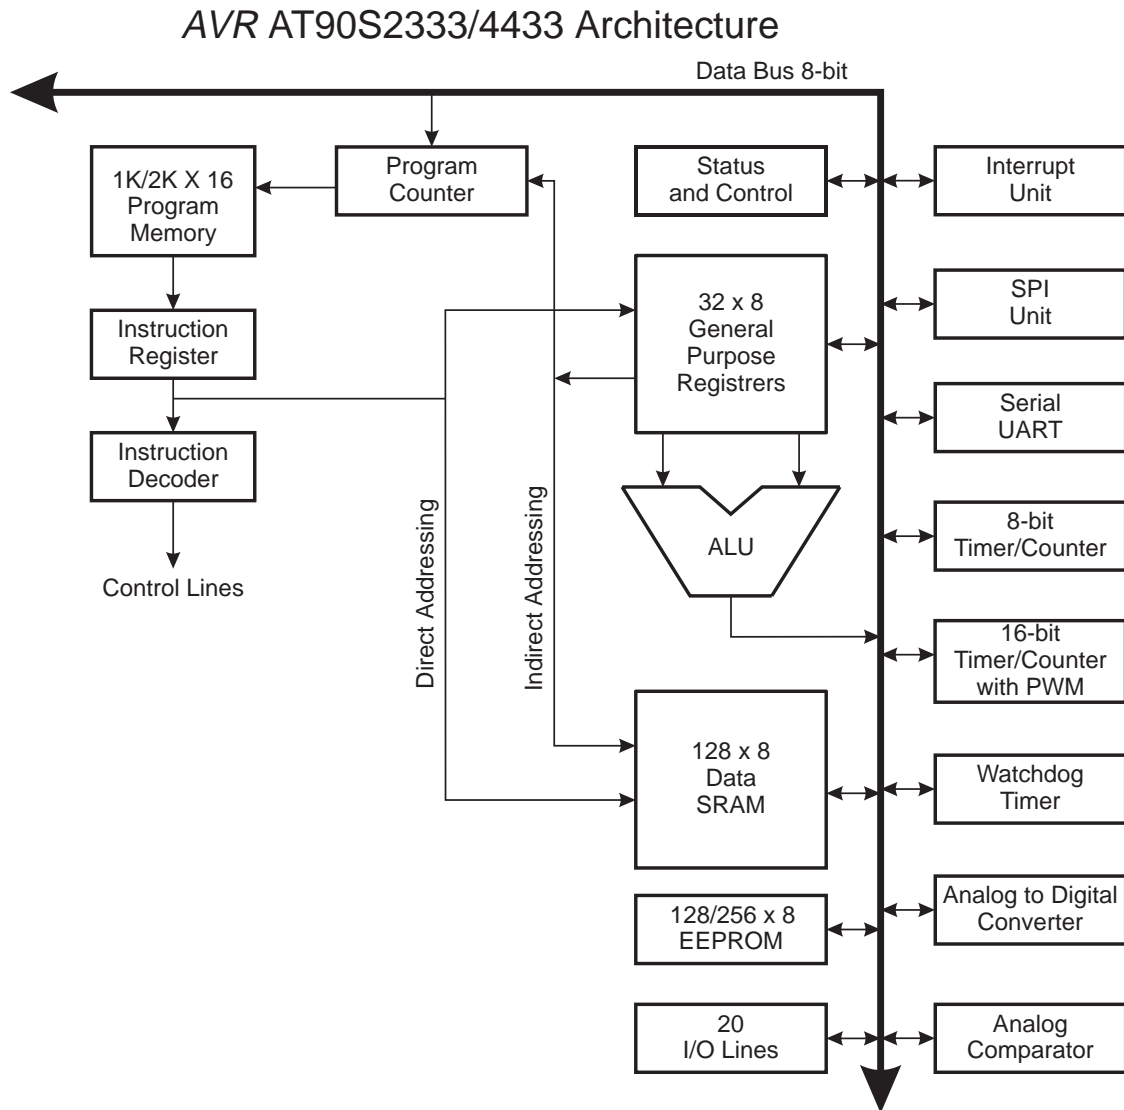 AVR AT90S2333/4433 Architecture
Data Bus 8-bit
1K/2K X 16
Program
Memory
Program
Counter
Status
and Control
Interrupt
Unit
Instruction
Register
32 x 8
General
Purpose
Registrers
SPI
Unit
Serial
UART
Instruction
Decoder
Control Lines
Direct Addressing
Indirect Addressing
ALU
8-bit
Timer/Counter
16-bit
Timer/Counter
with PWM
128 x 8
Data
SRAM
Watchdog
Timer
128/256 x 8
EEPROM
Analog to Digital
Converter
20
I/O Lines
Analog
Comparator